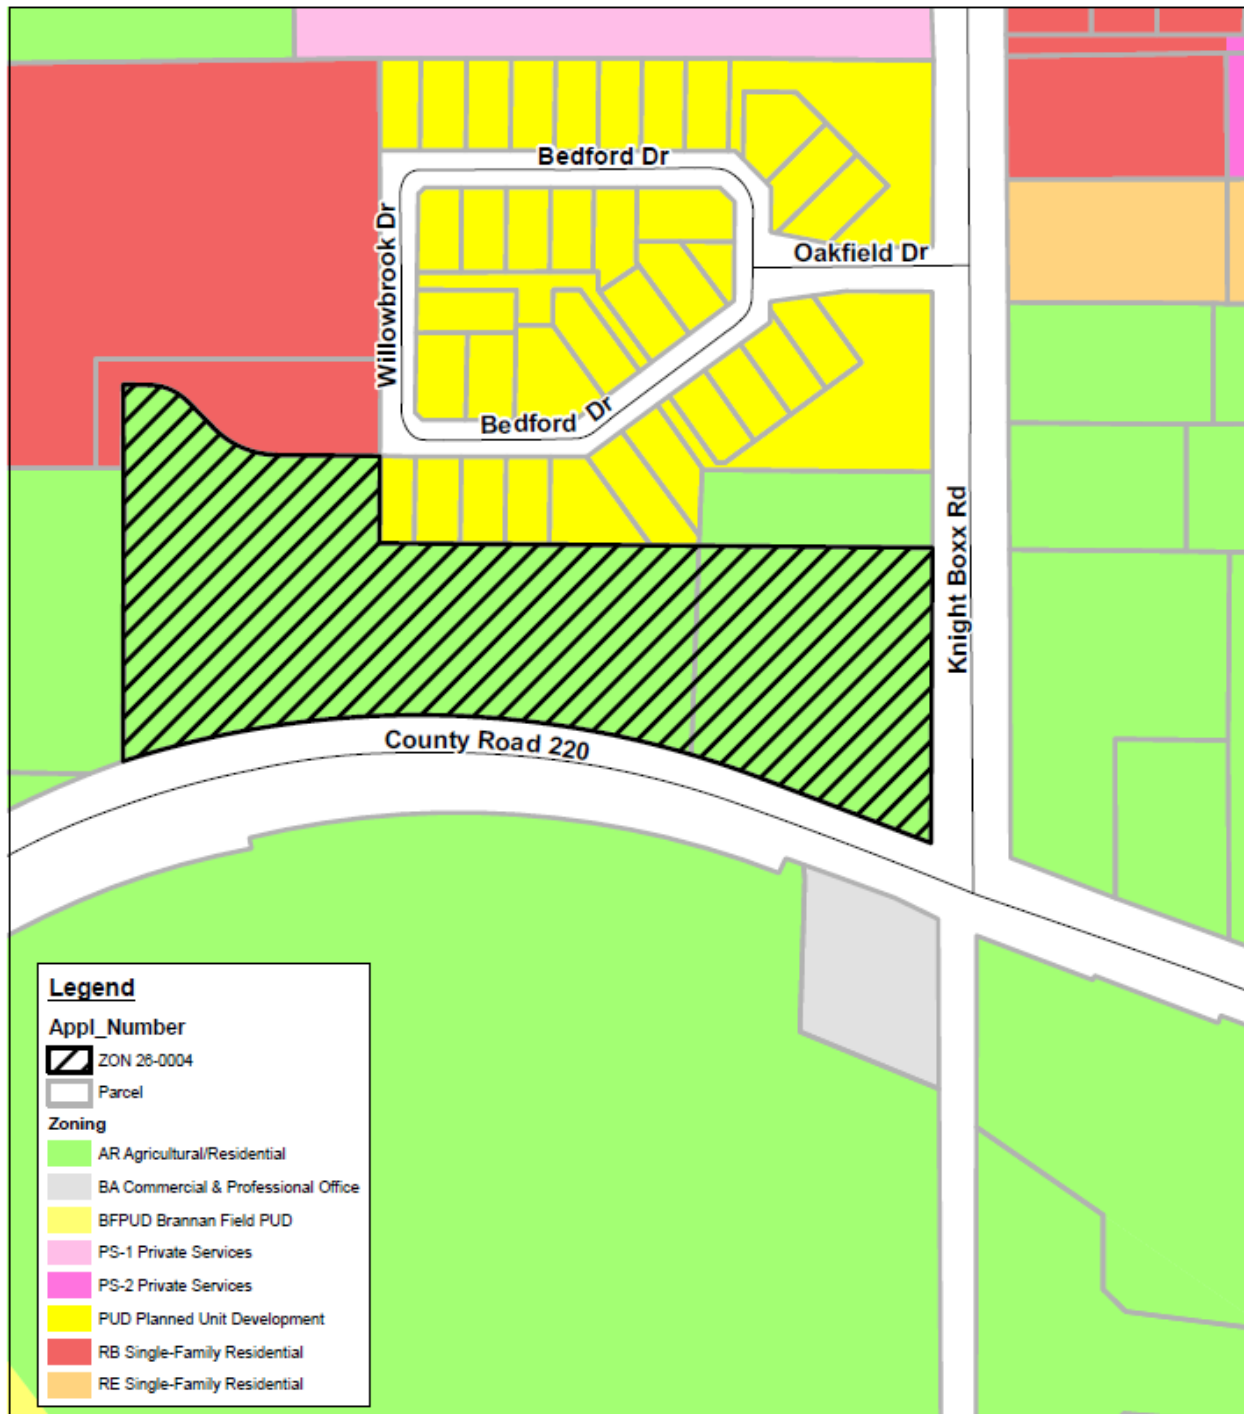 Bedford Dr
Willowbrook Dr
Oakfield Dr
Bedford Dr
Knight Boxx Rd
County Road 220
Legend
Appl_Number
ZON 26-0004
Parcel
Zoning
AR Agricultural/Residential
BA Commercial & Professional Office
BFPUD Brannan Field PUD
PS-1 Private Services
PS-2 Private Services
PUD Planned Unit Development
RB Single-Family Residential
RE Single-Family Residential